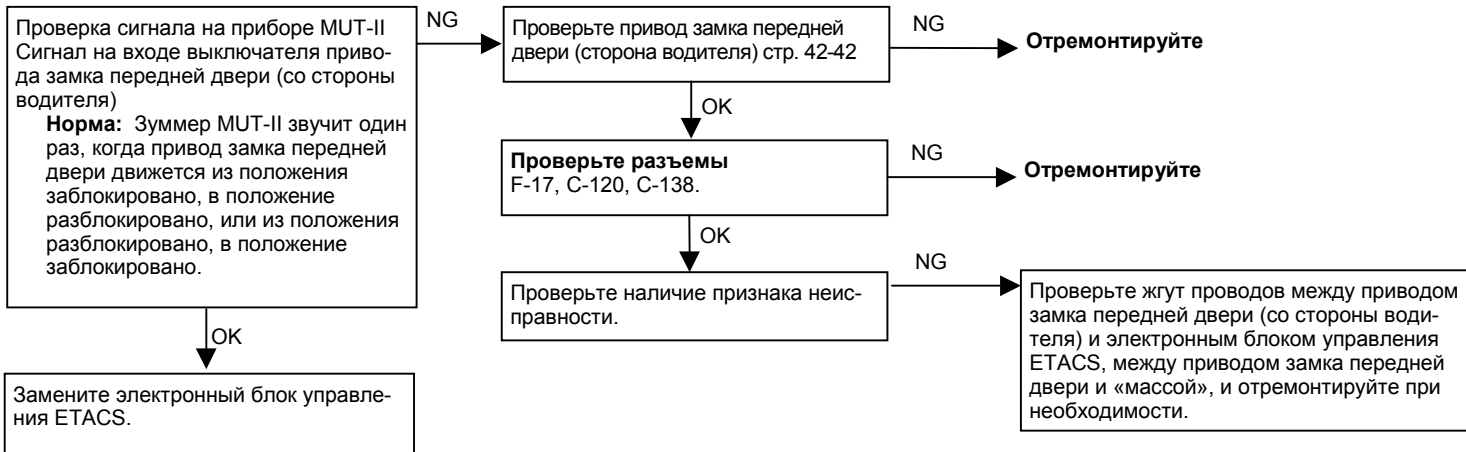 Проверка сигнала на приборе MUT-II
Сигнал на входе выключателя приво-
да замка передней двери (со стороны
водителя)
Норма: Зуммер MUT-II звучит один
раз, когда привод замка передней
двери движется из положения
заблокировано, в положение
разблокировано, или из положения
разблокировано, в положение
заблокировано.
NG
Проверьте привод замка передней
двери (сторона водителя) стр. 42-42
NG
Отремонтируйте
OK
Проверьте разъемы
F-17, C-120, C-138.
NG
Отремонтируйте
OK
Проверьте наличие признака неис-
правности.
NG
Проверьте жгут проводов между приводом
замка передней двери (со стороны води-
теля) и электронным блоком управления
ETACS, между приводом замка передней
двери и «массой», и отремонтируйте при
необходимости.
OK
Замените электронный блок управле-
ния ETACS.